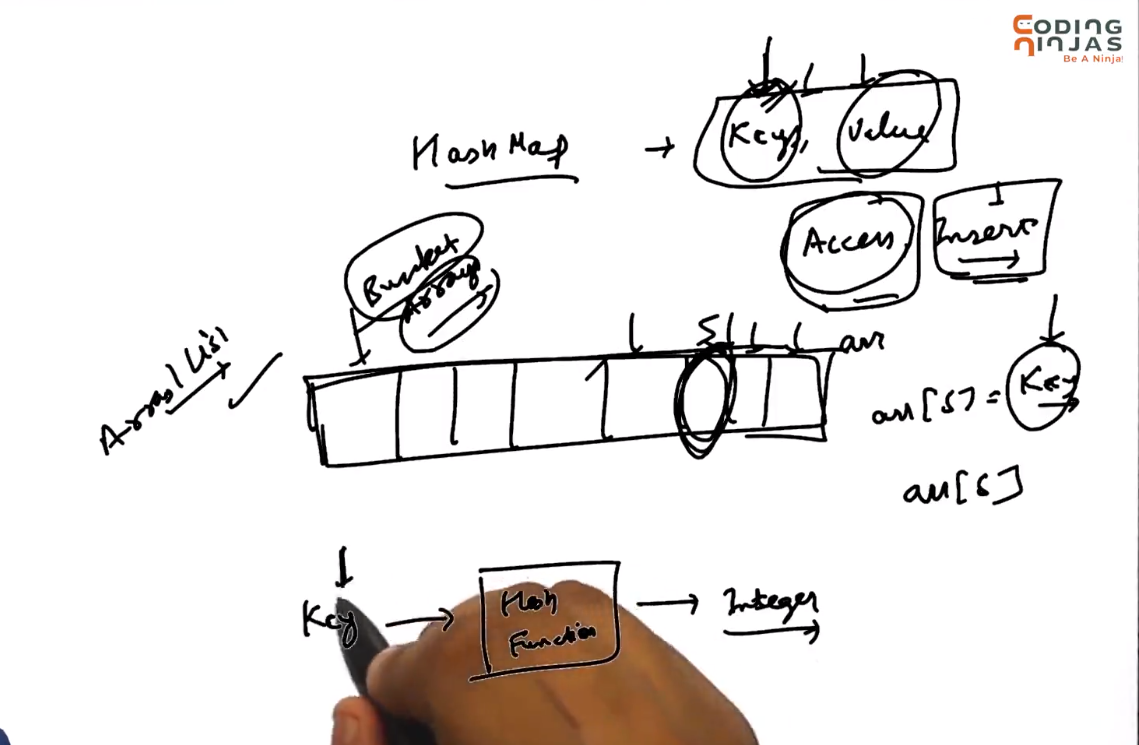 CODING
NINJAS
Be A Ninja!
HashMap → Key, Value
Access Insert
Bucket
Array
Array List
5
arr
arr[5] = Key
arr[5]
Key → Hash Function → Integer